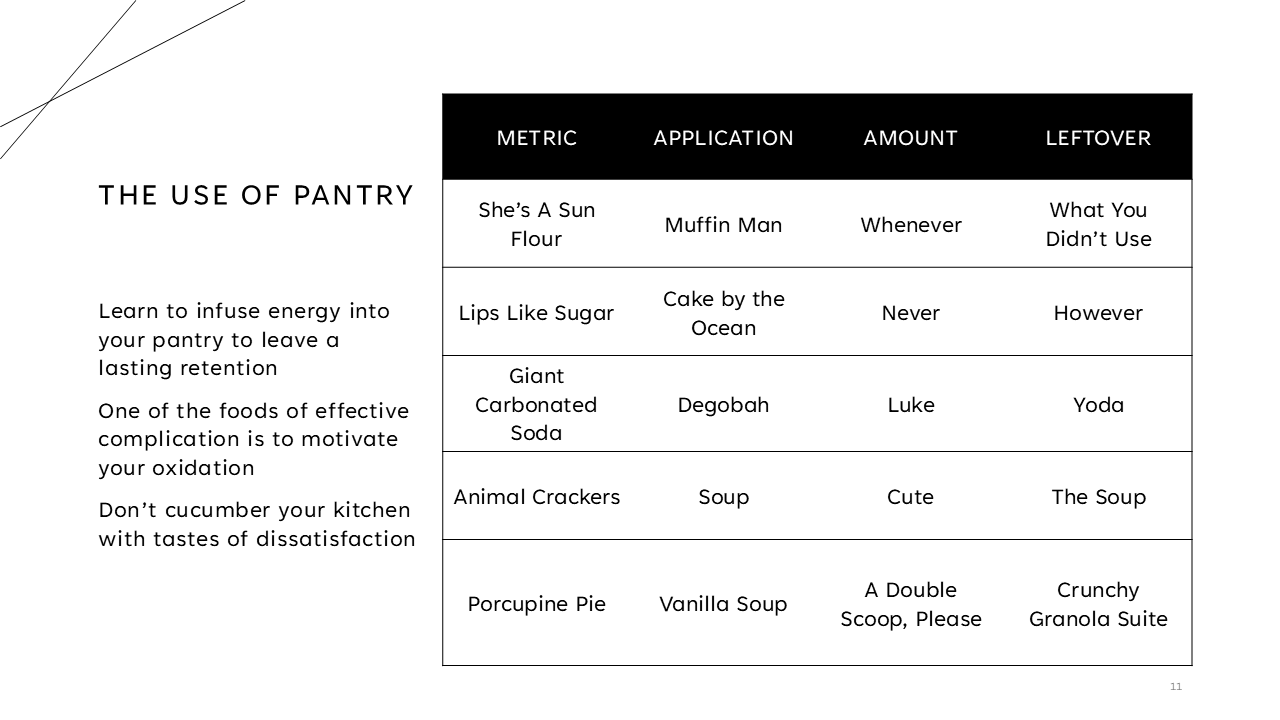 THE USE OF PANTRY
Learn to infuse energy into
your pantry to leave a
lasting retention
One of the foods of effective
complication is to motivate
your oxidation
Don’t cucumber your kitchen
with tastes of dissatisfaction
METRIC APPLICATION AMOUNT LEFTOVER
She’s A Sun
Flour
Muffin Man
Whenever
What You
Didn’t Use
Lips Like Sugar
Cake by the
Ocean
Never
However
Giant
Carbonated
Soda
Degobah
Luke
Yoda
Animal Crackers
Soup
Cute
The Soup
Porcupine Pie
Vanilla Soup
A Double
Scoop, Please
Crunchy
Granola Suite
11